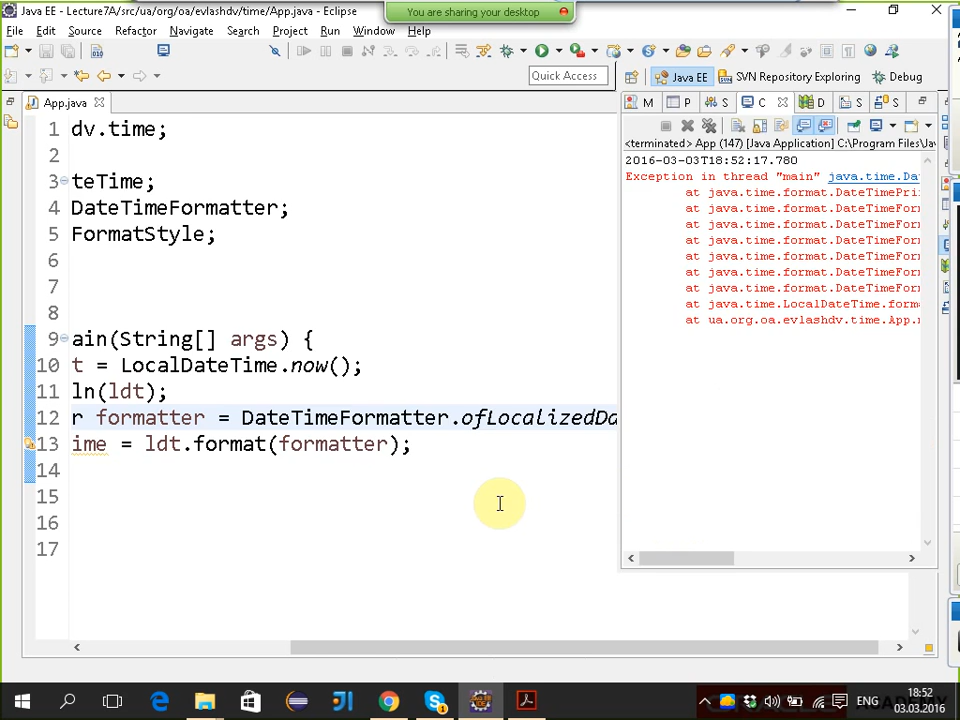 Java EE - Lecture7A/src/ua/org/oa/evlashdv/time/App.java - Eclipse
You are sharing your desktop
File Edit Source Refactor Navigate Search Project Run Window Help
Quick Access
Java EE
SVN Repository Exploring
Debug
App.java
M P S C D S S
<terminated> App (147) [Java Application] C:\Program Files\Jav
1 dv.time;
2
3 teTime;
4 DateTimeFormatter;
5 FormatStyle;
6
7
8
9 ain(String[] args) {
10 t = LocalDateTime.now();
11 ln(ldt);
12 r formatter = DateTimeFormatter.ofLocalizedDa
13 ime = ldt.format(formatter);
14
15
16
17
2016-03-03T18:52:17.780
Exception in thread "main" java.time.Da
at java.time.format.DateTimePri
at java.time.format.DateTimeFor
at java.time.format.DateTimeFor
at java.time.format.DateTimeFor
at java.time.format.DateTimeFor
at java.time.format.DateTimeFor
at java.time.format.DateTimeFor
at java.time.LocalDateTime.form
at ua.org.oa.evlashdv.time.App.
ENG
18:52
03.03.2016